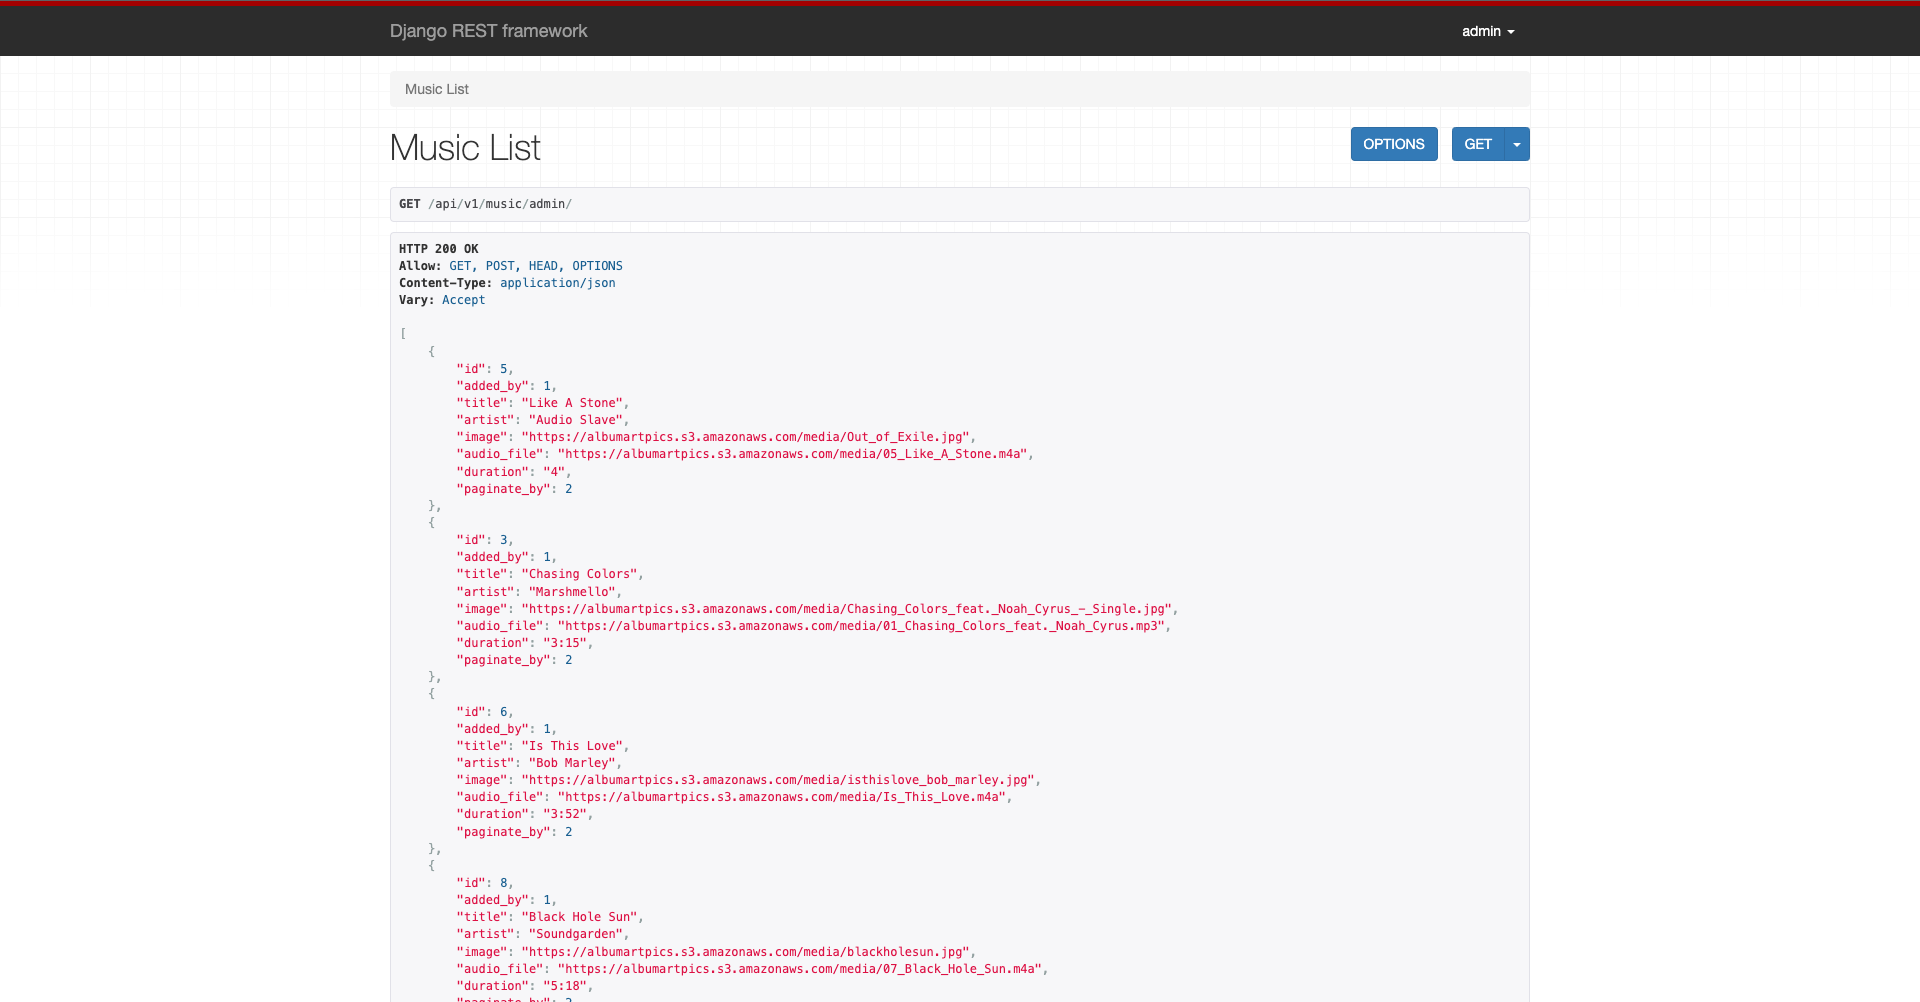 Django REST framework
admin
Music List
Music List
OPTIONS
GET
GET /api/v1/music/admin/
HTTP 200 OK
Allow: GET, POST, HEAD, OPTIONS
Content-Type: application/json
Vary: Accept
[
{
"id": 5,
"added_by": 1,
"title": "Like A Stone",
"artist": "Audio Slave",
"image": "https://albumartpics.s3.amazonaws.com/media/Out_of_Exile.jpg",
"audio_file": "https://albumartpics.s3.amazonaws.com/media/05_Like_A_Stone.m4a",
"duration": "4",
"paginate_by": 2
},
{
"id": 3,
"added_by": 1,
"title": "Chasing Colors",
"artist": "Marshmello",
"image": "https://albumartpics.s3.amazonaws.com/media/Chasing_Colors_feat._Noah_Cyrus_-_Single.jpg",
"audio_file": "https://albumartpics.s3.amazonaws.com/media/01_Chasing_Colors_feat._Noah_Cyrus.mp3",
"duration": "3:15",
"paginate_by": 2
},
{
"id": 6,
"added_by": 1,
"title": "Is This Love",
"artist": "Bob Marley",
"image": "https://albumartpics.s3.amazonaws.com/media/isthislove_bob_marley.jpg",
"audio_file": "https://albumartpics.s3.amazonaws.com/media/Is_This_Love.m4a",
"duration": "3:52",
"paginate_by": 2
},
{
"id": 8,
"added_by": 1,
"title": "Black Hole Sun",
"artist": "Soundgarden",
"image": "https://albumartpics.s3.amazonaws.com/media/blackholesun.jpg",
"audio_file": "https://albumartpics.s3.amazonaws.com/media/07_Black_Hole_Sun.m4a",
"duration": "5:18",
"paginate_by": 2